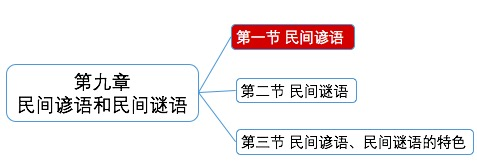 第一节 民间谚语
第九章
民间谚语和民间谜语
第二节 民间谜语
第三节 民间谚语、民间谜语的特色